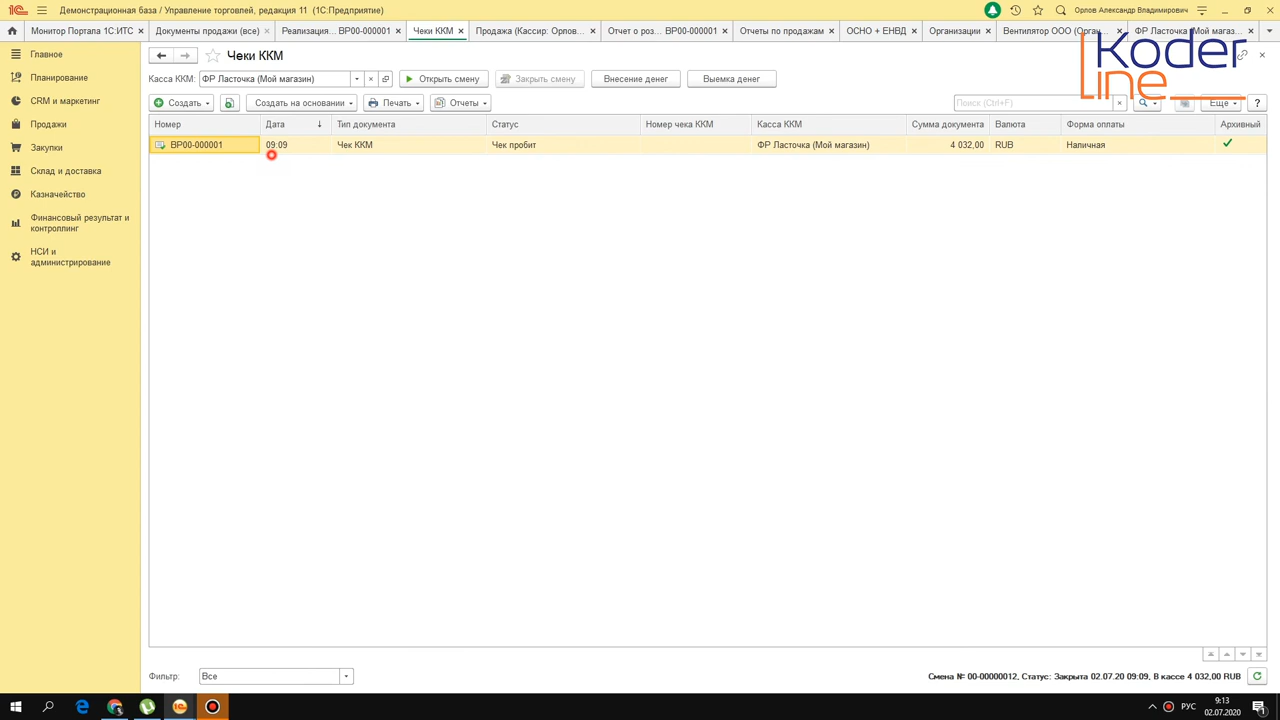 Демонстрационная база / Управление торговлей, редакция 11 (1С:Предприятие)
Орлов Александр Владимирович
Монитор Портала 1С:ИТС
Документы продажи (все)
Реализация... ВР00-000001
Чеки ККМ
Продажа (Кассир: Орлов...
Отчет о роз... ВР00-000001
Отчеты по продажам
ОСНО + ЕНВД
Организации
Вентилятор ООО (Орган...
ФР Ласточка (Мой магаз...
Koder
line
Главное
Планирование
CRM и маркетинг
Продажи
Закупки
Склад и доставка
Казначейство
Финансовый результат и
контроллинг
НСИ и
администрирование
Чеки ККМ
Касса ККМ: ФР Ласточка (Мой магазин) Открыть смену Закрыть смену Внесение денег Выемка денег
Создать Создать на основании Печать Отчеты Поиск (Ctrl+F) Еще ?
Номер Дата Тип документа Статус Номер чека ККМ Касса ККМ Сумма документа Валюта Форма оплаты Архивный
ВР00-000001 09:09 Чек ККМ Чек пробит ФР Ласточка (Мой магазин) 4 032,00 RUB Наличная
Фильтр: Все
Смена № 00-00000012, Статус: Закрыта 02.07.20 09:09, В кассе 4 032,00 RUB
РУС
9:13
02.07.2020